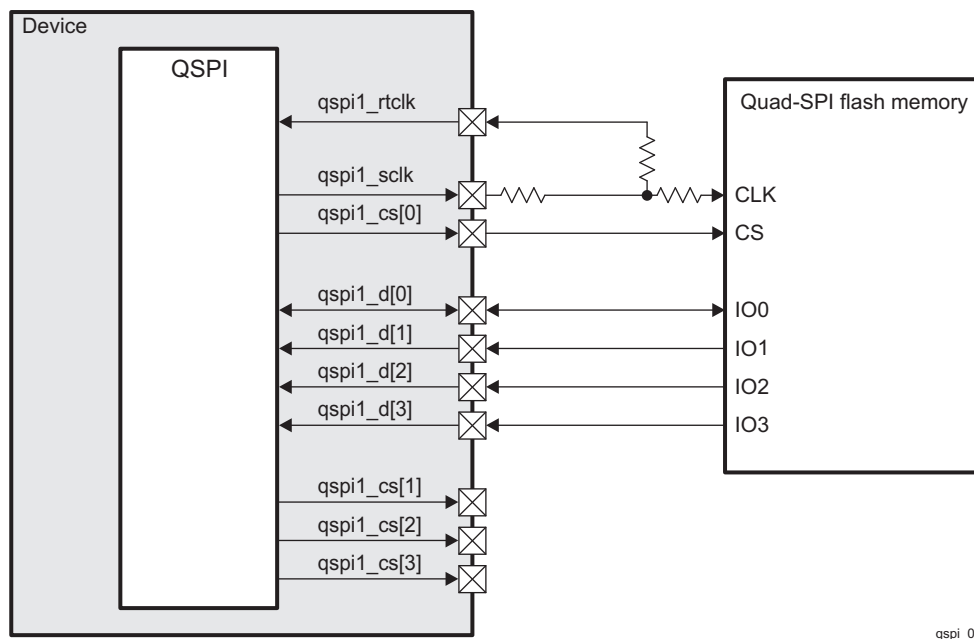 Device
QSPI
Quad-SPI flash memory
qspi1_rtclk
qspi1_sclk
CLK
qspi1_cs[0]
CS
qspi1_d[0]
IO0
qspi1_d[1]
IO1
qspi1_d[2]
IO2
qspi1_d[3]
IO3
qspi1_cs[1]
qspi1_cs[2]
qspi1_cs[3]